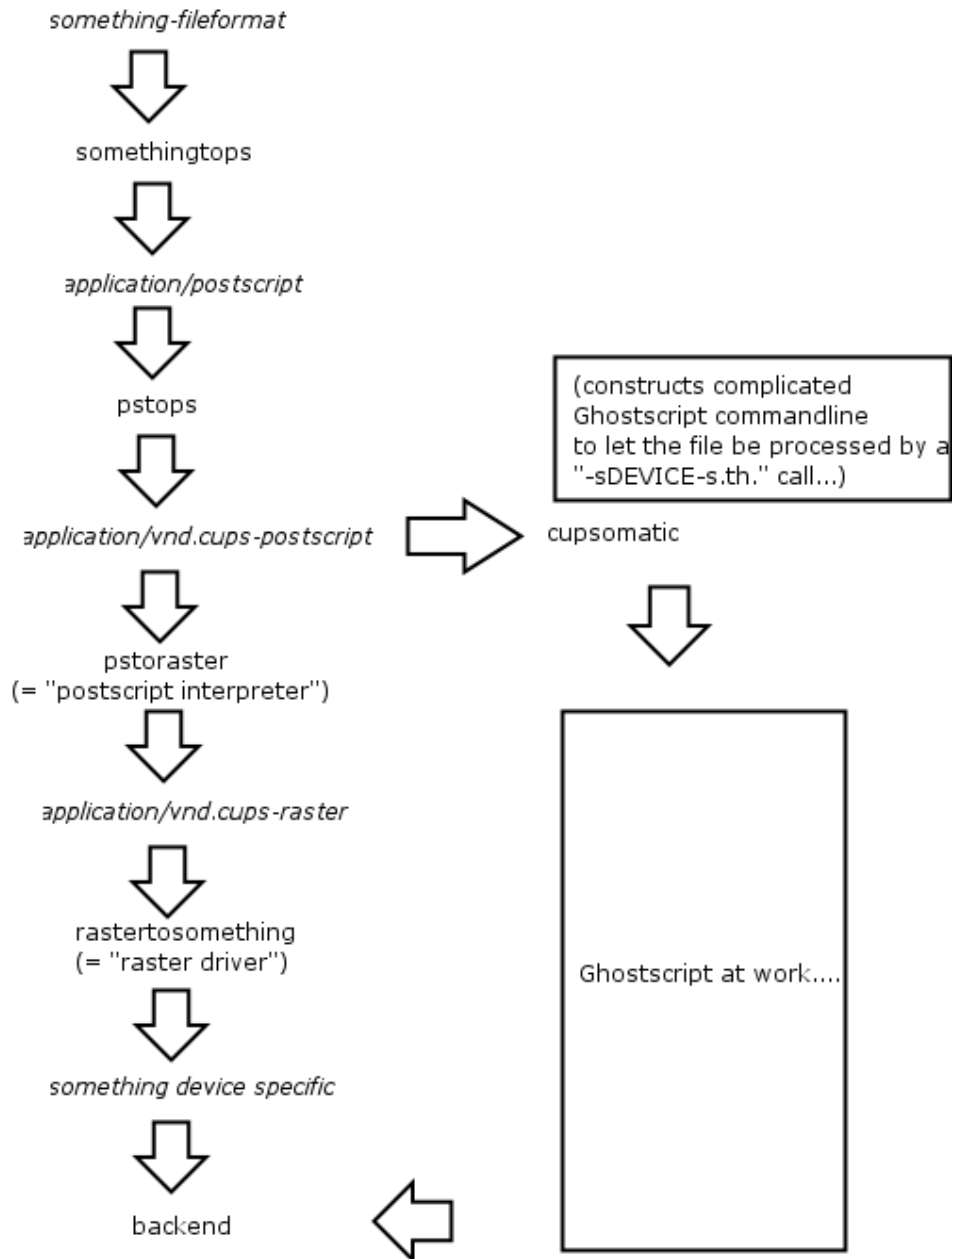 something-fileformat
somethingtops
application/postscript
pstops
(constructs complicated
Ghostscript commandline
to let the file be processed by a
"-sDEVICE-s.th." call...)
application/vnd.cups-postscript
cupsomatic
pstoraster
(= "postscript interpreter")
application/vnd.cups-raster
rastertosomething
(= "raster driver")
Ghostscript at work....
something device specific
backend